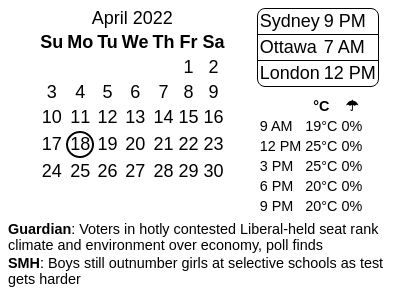 April 2022
Su Mo Tu We Th Fr Sa
1 2
3 4 5 6 7 8 9
10 11 12 13 14 15 16
17 18 19 20 21 22 23
24 25 26 27 28 29 30
Sydney 9 PM
Ottawa 7 AM
London 12 PM
°C ☂
9 AM 19°C 0%
12 PM 25°C 0%
3 PM 25°C 0%
6 PM 20°C 0%
9 PM 20°C 0%
Guardian: Voters in hotly contested Liberal-held seat rank
climate and environment over economy, poll finds
SMH: Boys still outnumber girls at selective schools as test
gets harder